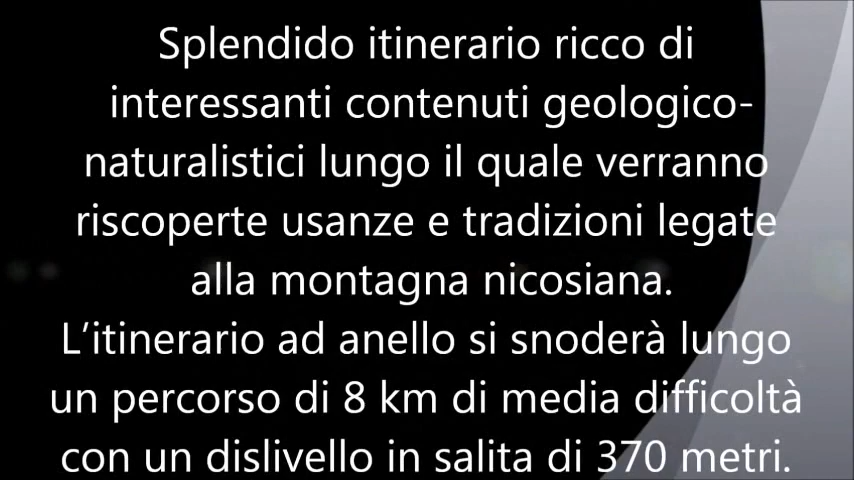 Splendido itinerario ricco di
interessanti contenuti geologico-
naturalistici lungo il quale verranno
riscoperte usanze e tradizioni legate
alla montagna nicosiana.
L’itinerario ad anello si snoderà lungo
un percorso di 8 km di media difficoltà
con un dislivello in salita di 370 metri.